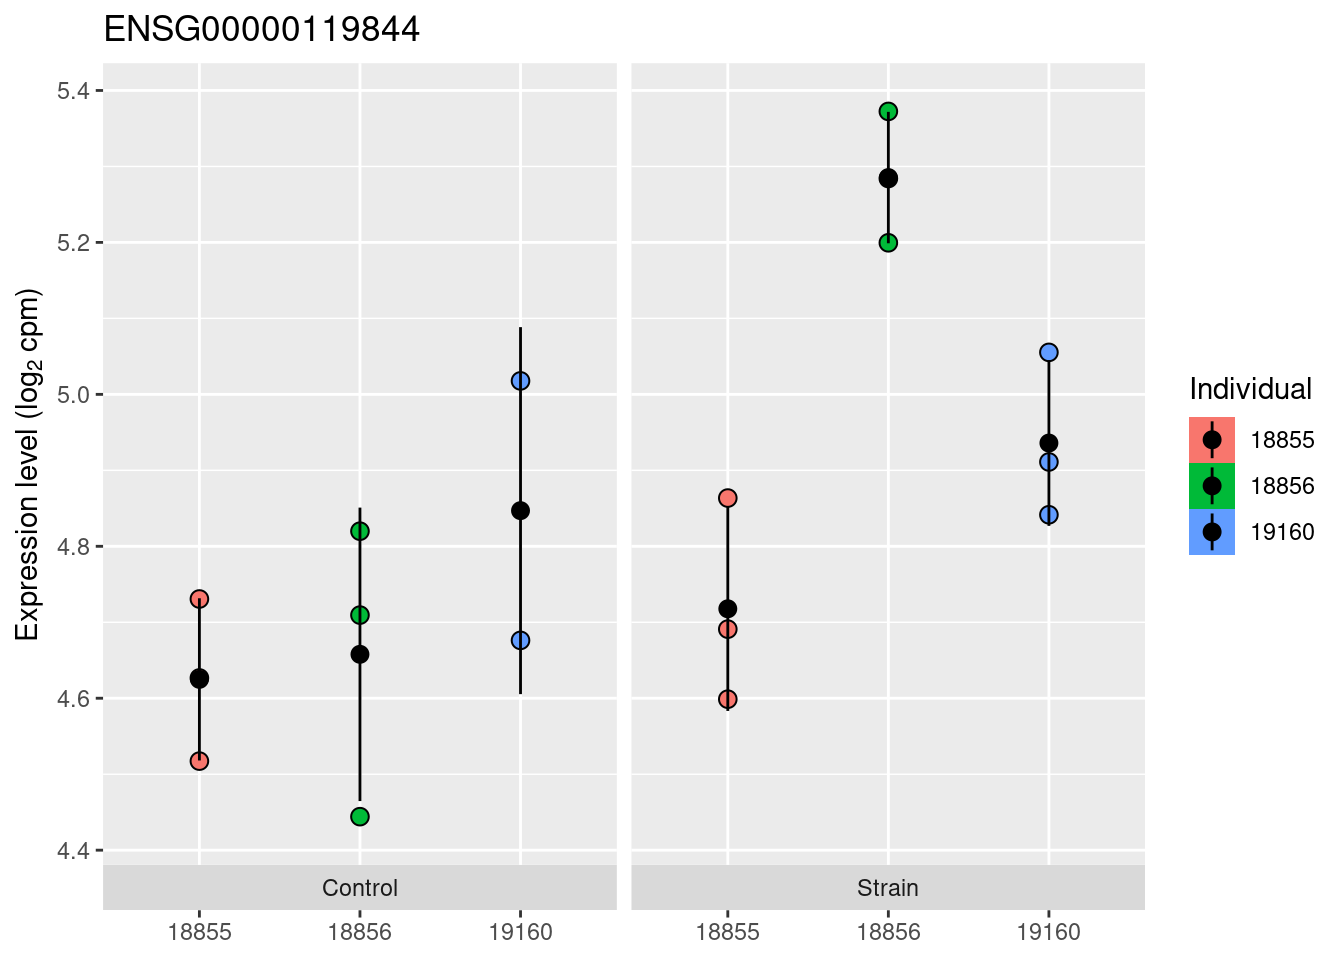 ENSG00000119844
Expression level (log₂ cpm)
5.4
5.2
5.0
4.8
4.6
4.4
Control
Strain
18855 18856 19160
18855 18856 19160
Individual
18855
18856
19160